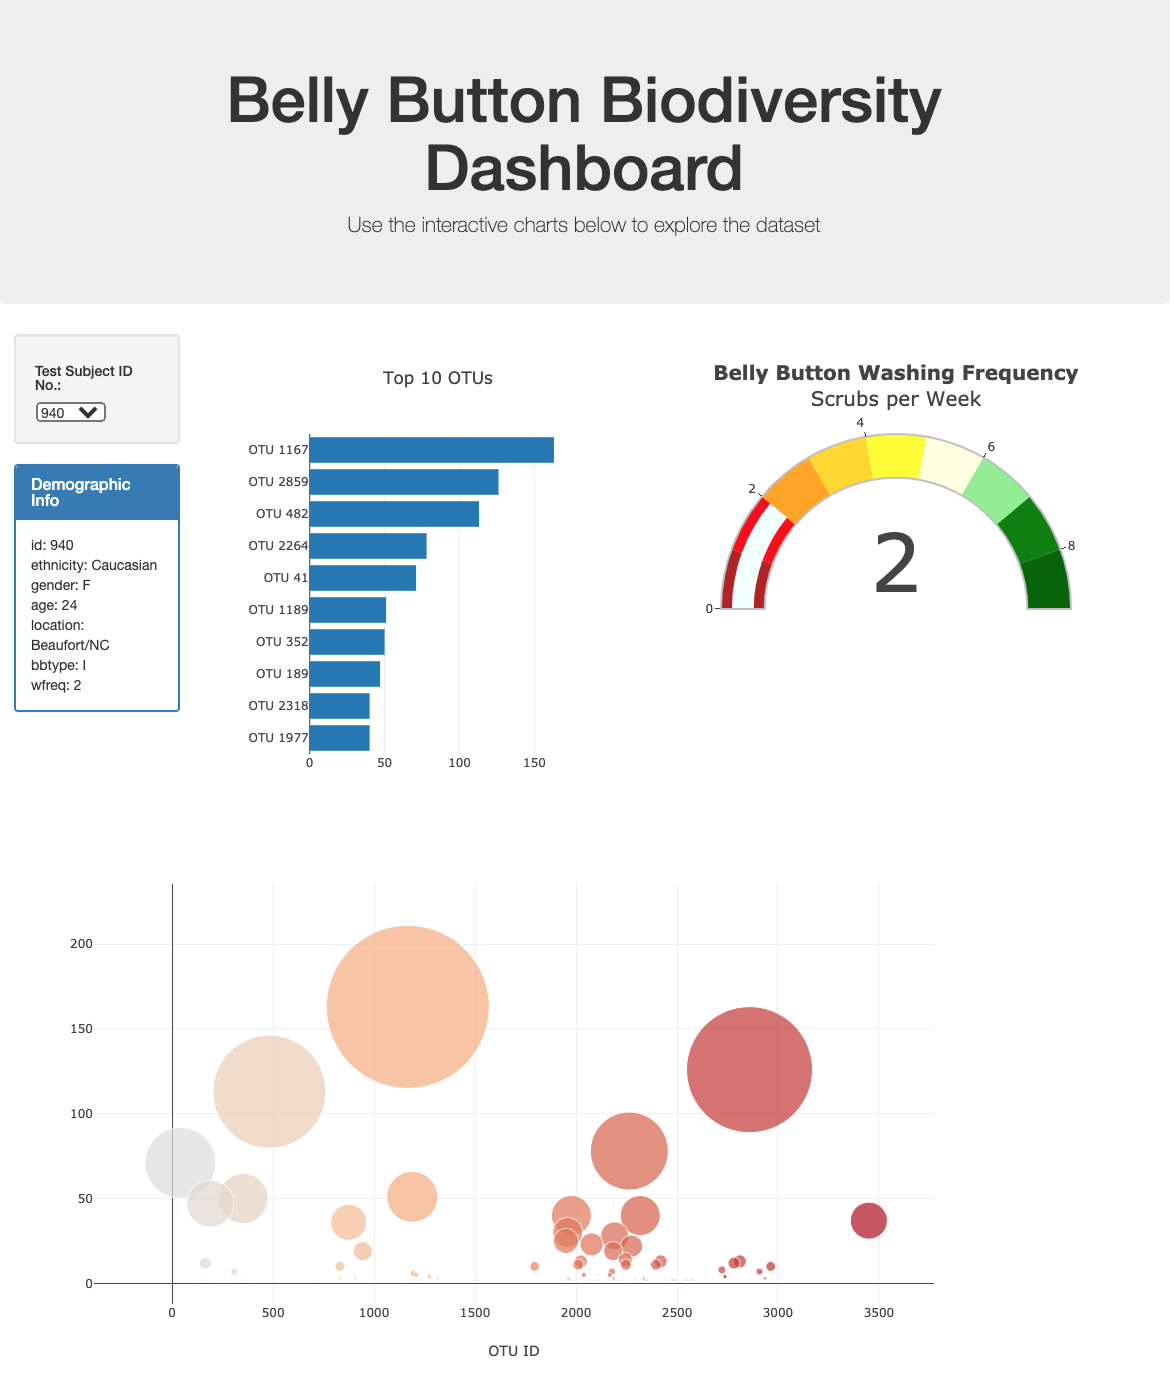 Belly Button Biodiversity
Dashboard
Use the interactive charts below to explore the dataset
Test Subject ID
No.:
940
Demographic
Info
id: 940
ethnicity: Caucasian
gender: F
age: 24
location:
Beaufort/NC
bbtype: I
wfreq: 2
Top 10 OTUs
OTU 1167
OTU 2859
OTU 482
OTU 2264
OTU 41
OTU 1189
OTU 352
OTU 189
OTU 2318
OTU 1977
0 50 100 150
Belly Button Washing Frequency
Scrubs per Week
0
2
4
6
8
2
200
150
100
50
0
0 500 1000 1500 2000 2500 3000 3500
OTU ID